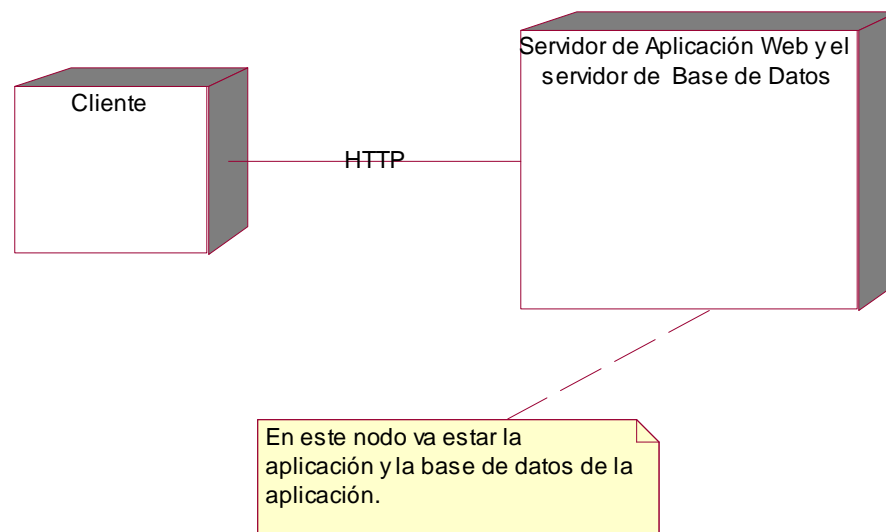 Servidor de Aplicación Web y el
servidor de Base de Datos
Cliente
HTTP
En este nodo va estar la
aplicación y la base de datos de la
aplicación.